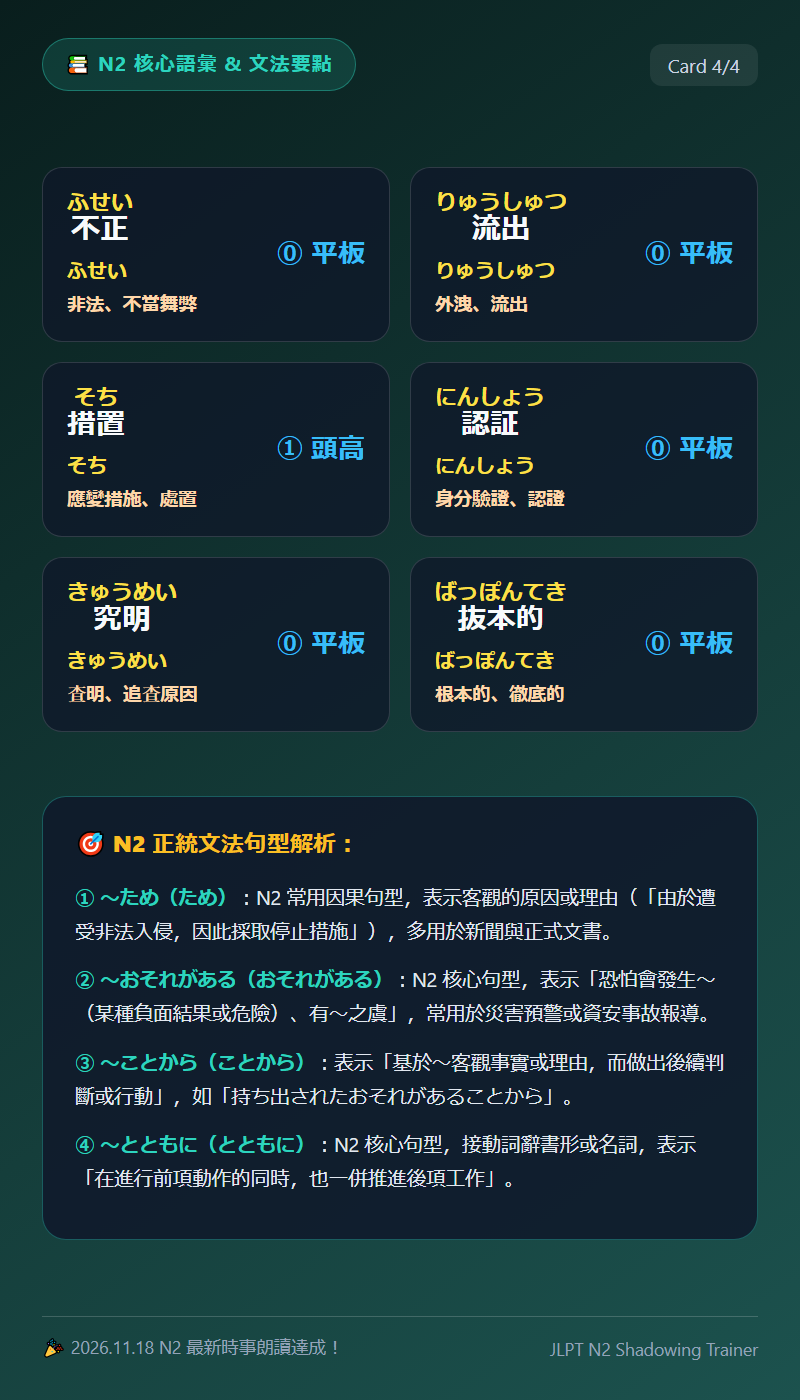 📚 N2 核心語彙 & 文法要點
Card 4/4
ふせい
不正
ふせい
非法、不當舞弊
⓪ 平板
りゅうしゅつ
流出
りゅうしゅつ
外洩、流出
⓪ 平板
そち
措置
そち
應變措施、處置
① 頭高
にんしょう
認証
にんしょう
身分驗證、認證
⓪ 平板
きゅうめい
究明
きゅうめい
查明、追查原因
⓪ 平板
ばっぽんてき
抜本的
ばっぽんてき
根本的、徹底的
⓪ 平板
🎯 N2 正統文法句型解析：
① ～ため（ため）：N2 常用因果句型，表示客觀的原因或理由（「由於遭
受非法入侵，因此採取停止措施」），多用於新聞與正式文書。
② ～おそれがある（おそれがある）：N2 核心句型，表示「恐怕會發生～
（某種負面結果或危險）、有～之虞」，常用於災害預警或資安事故報導。
③ ～ことから（ことから）：表示「基於～客觀事實或理由，而做出後續判
斷或行動」，如「持ち出されたおそれがあることから」。
④ ～とともに（とともに）：N2 核心句型，接動詞辭書形或名詞，表示
「在進行前項動作的同時，也一併推進後項工作」。
🎉 2026.11.18 N2 最新時事朗讀達成！
JLPT N2 Shadowing Trainer